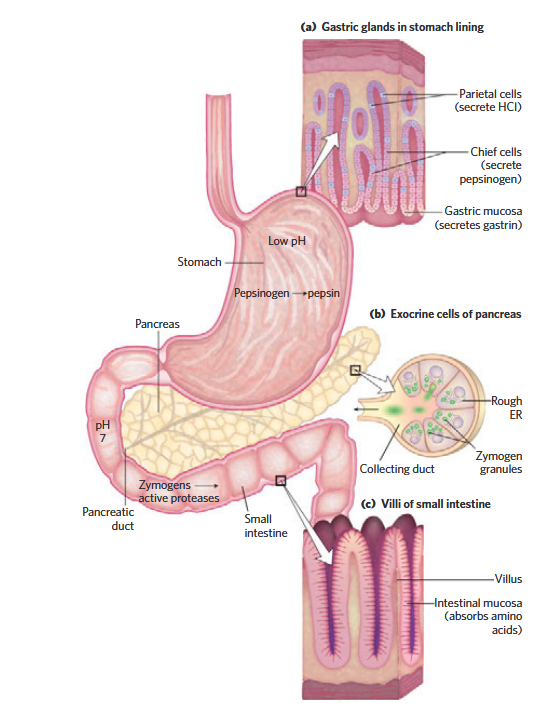 (a) Gastric glands in stomach lining
Parietal cells
(secrete HCl)
Chief cells
(secrete
pepsinogen)
Gastric mucosa
(secretes gastrin)
Low pH
Stomach
Pepsinogen → pepsin
(b) Exocrine cells of pancreas
Pancreas
Rough
ER
pH
7
Collecting duct
Zymogen
granules
Zymogens →
active proteases
Pancreatic
duct
Small
intestine
(c) Villi of small intestine
Villus
Intestinal mucosa
(absorbs amino
acids)